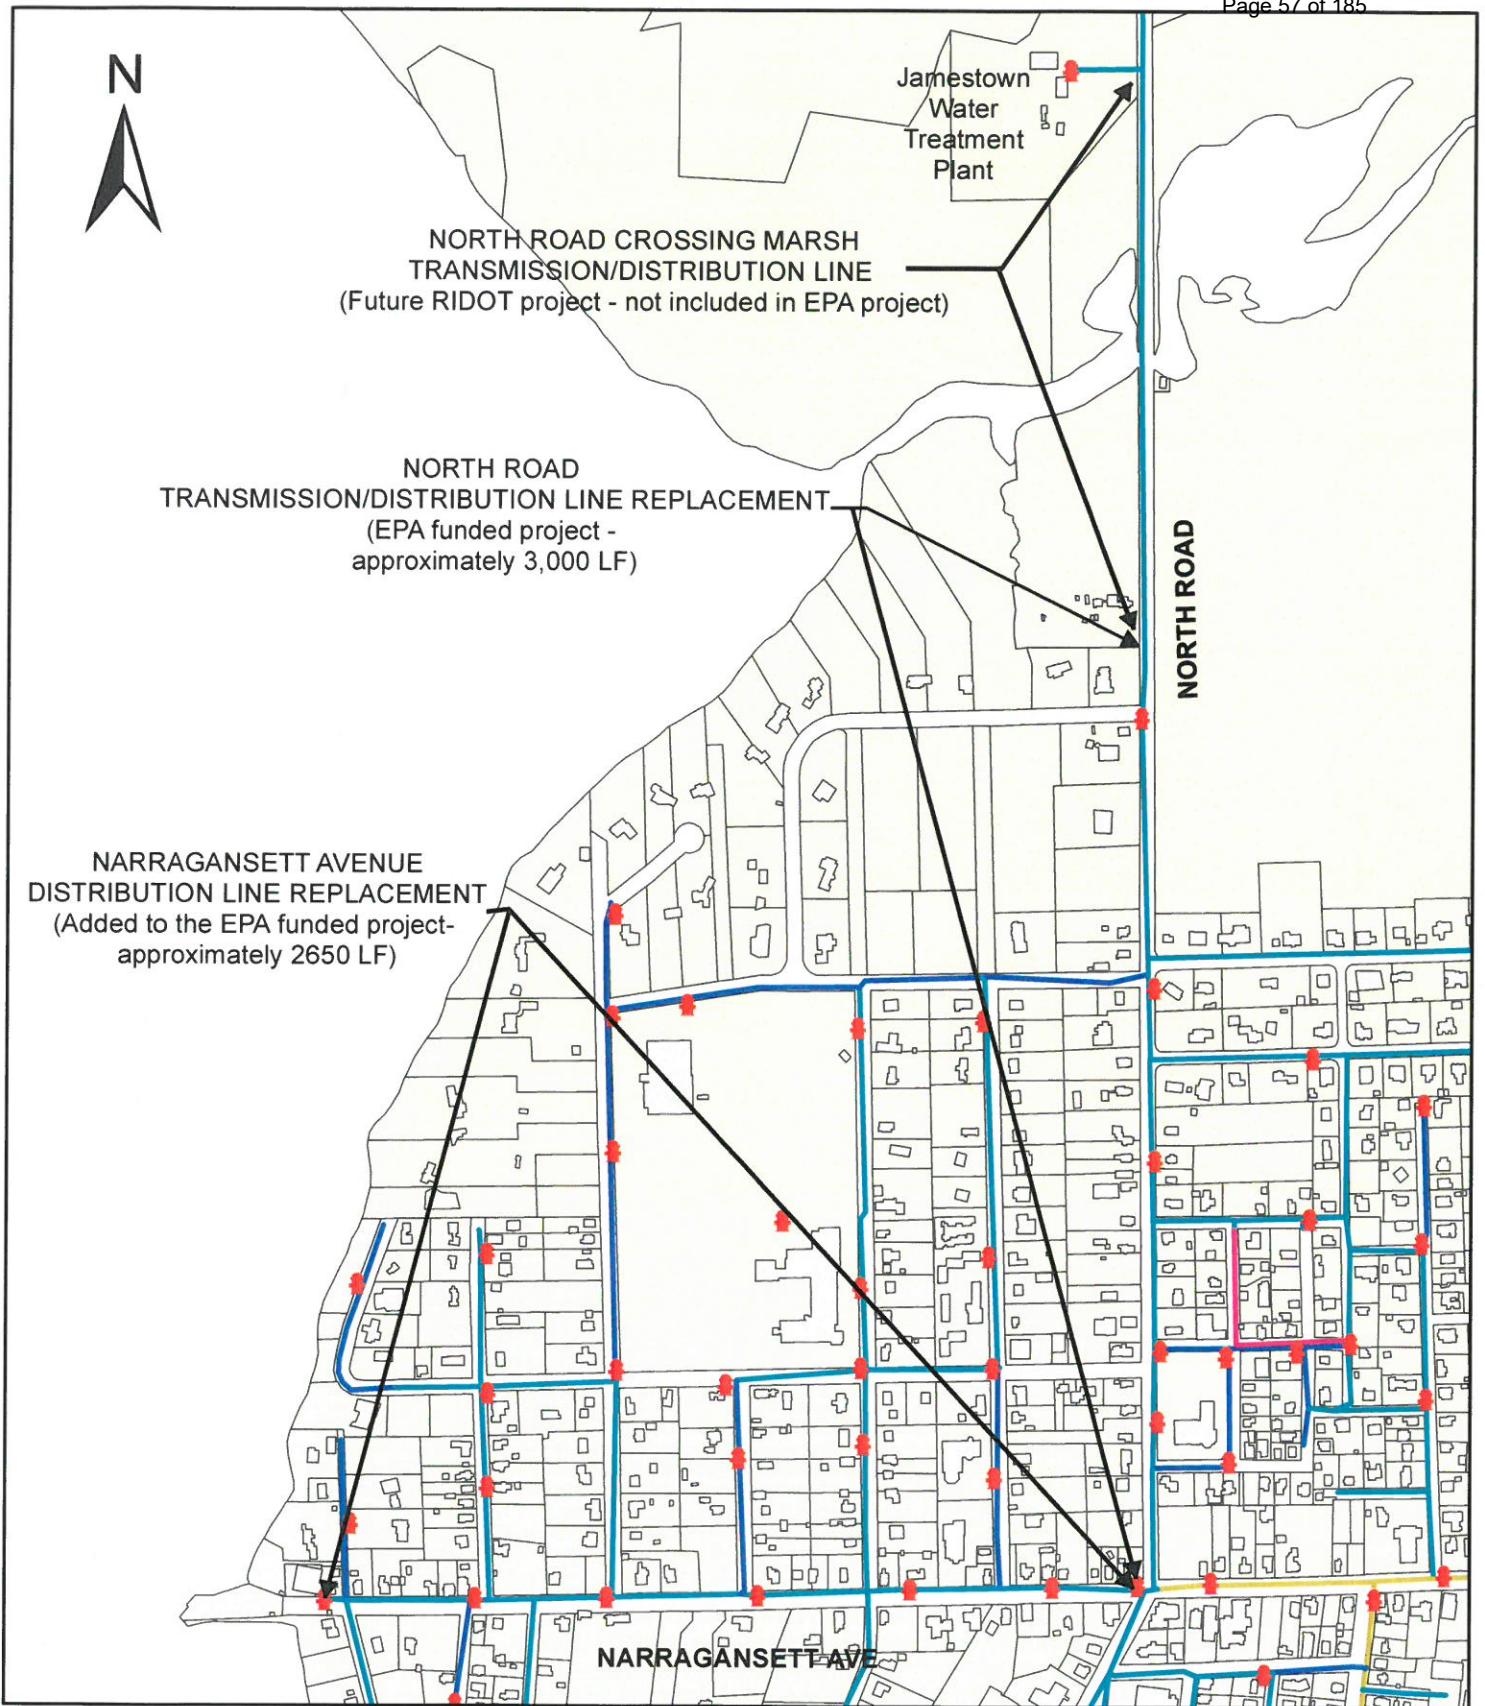 Page 57 of 185
N
Jamestown
Water
Treatment
Plant
NORTH ROAD CROSSING MARSH
TRANSMISSION/DISTRIBUTION LINE
(Future RIDOT project - not included in EPA project)
NORTH ROAD
TRANSMISSION/DISTRIBUTION LINE REPLACEMENT
(EPA funded project -
approximately 3,000 LF)
NORTH ROAD
NARRAGANSETT AVENUE
DISTRIBUTION LINE REPLACEMENT
(Added to the EPA funded project-
approximately 2650 LF)
NARRAGANSETT AVE